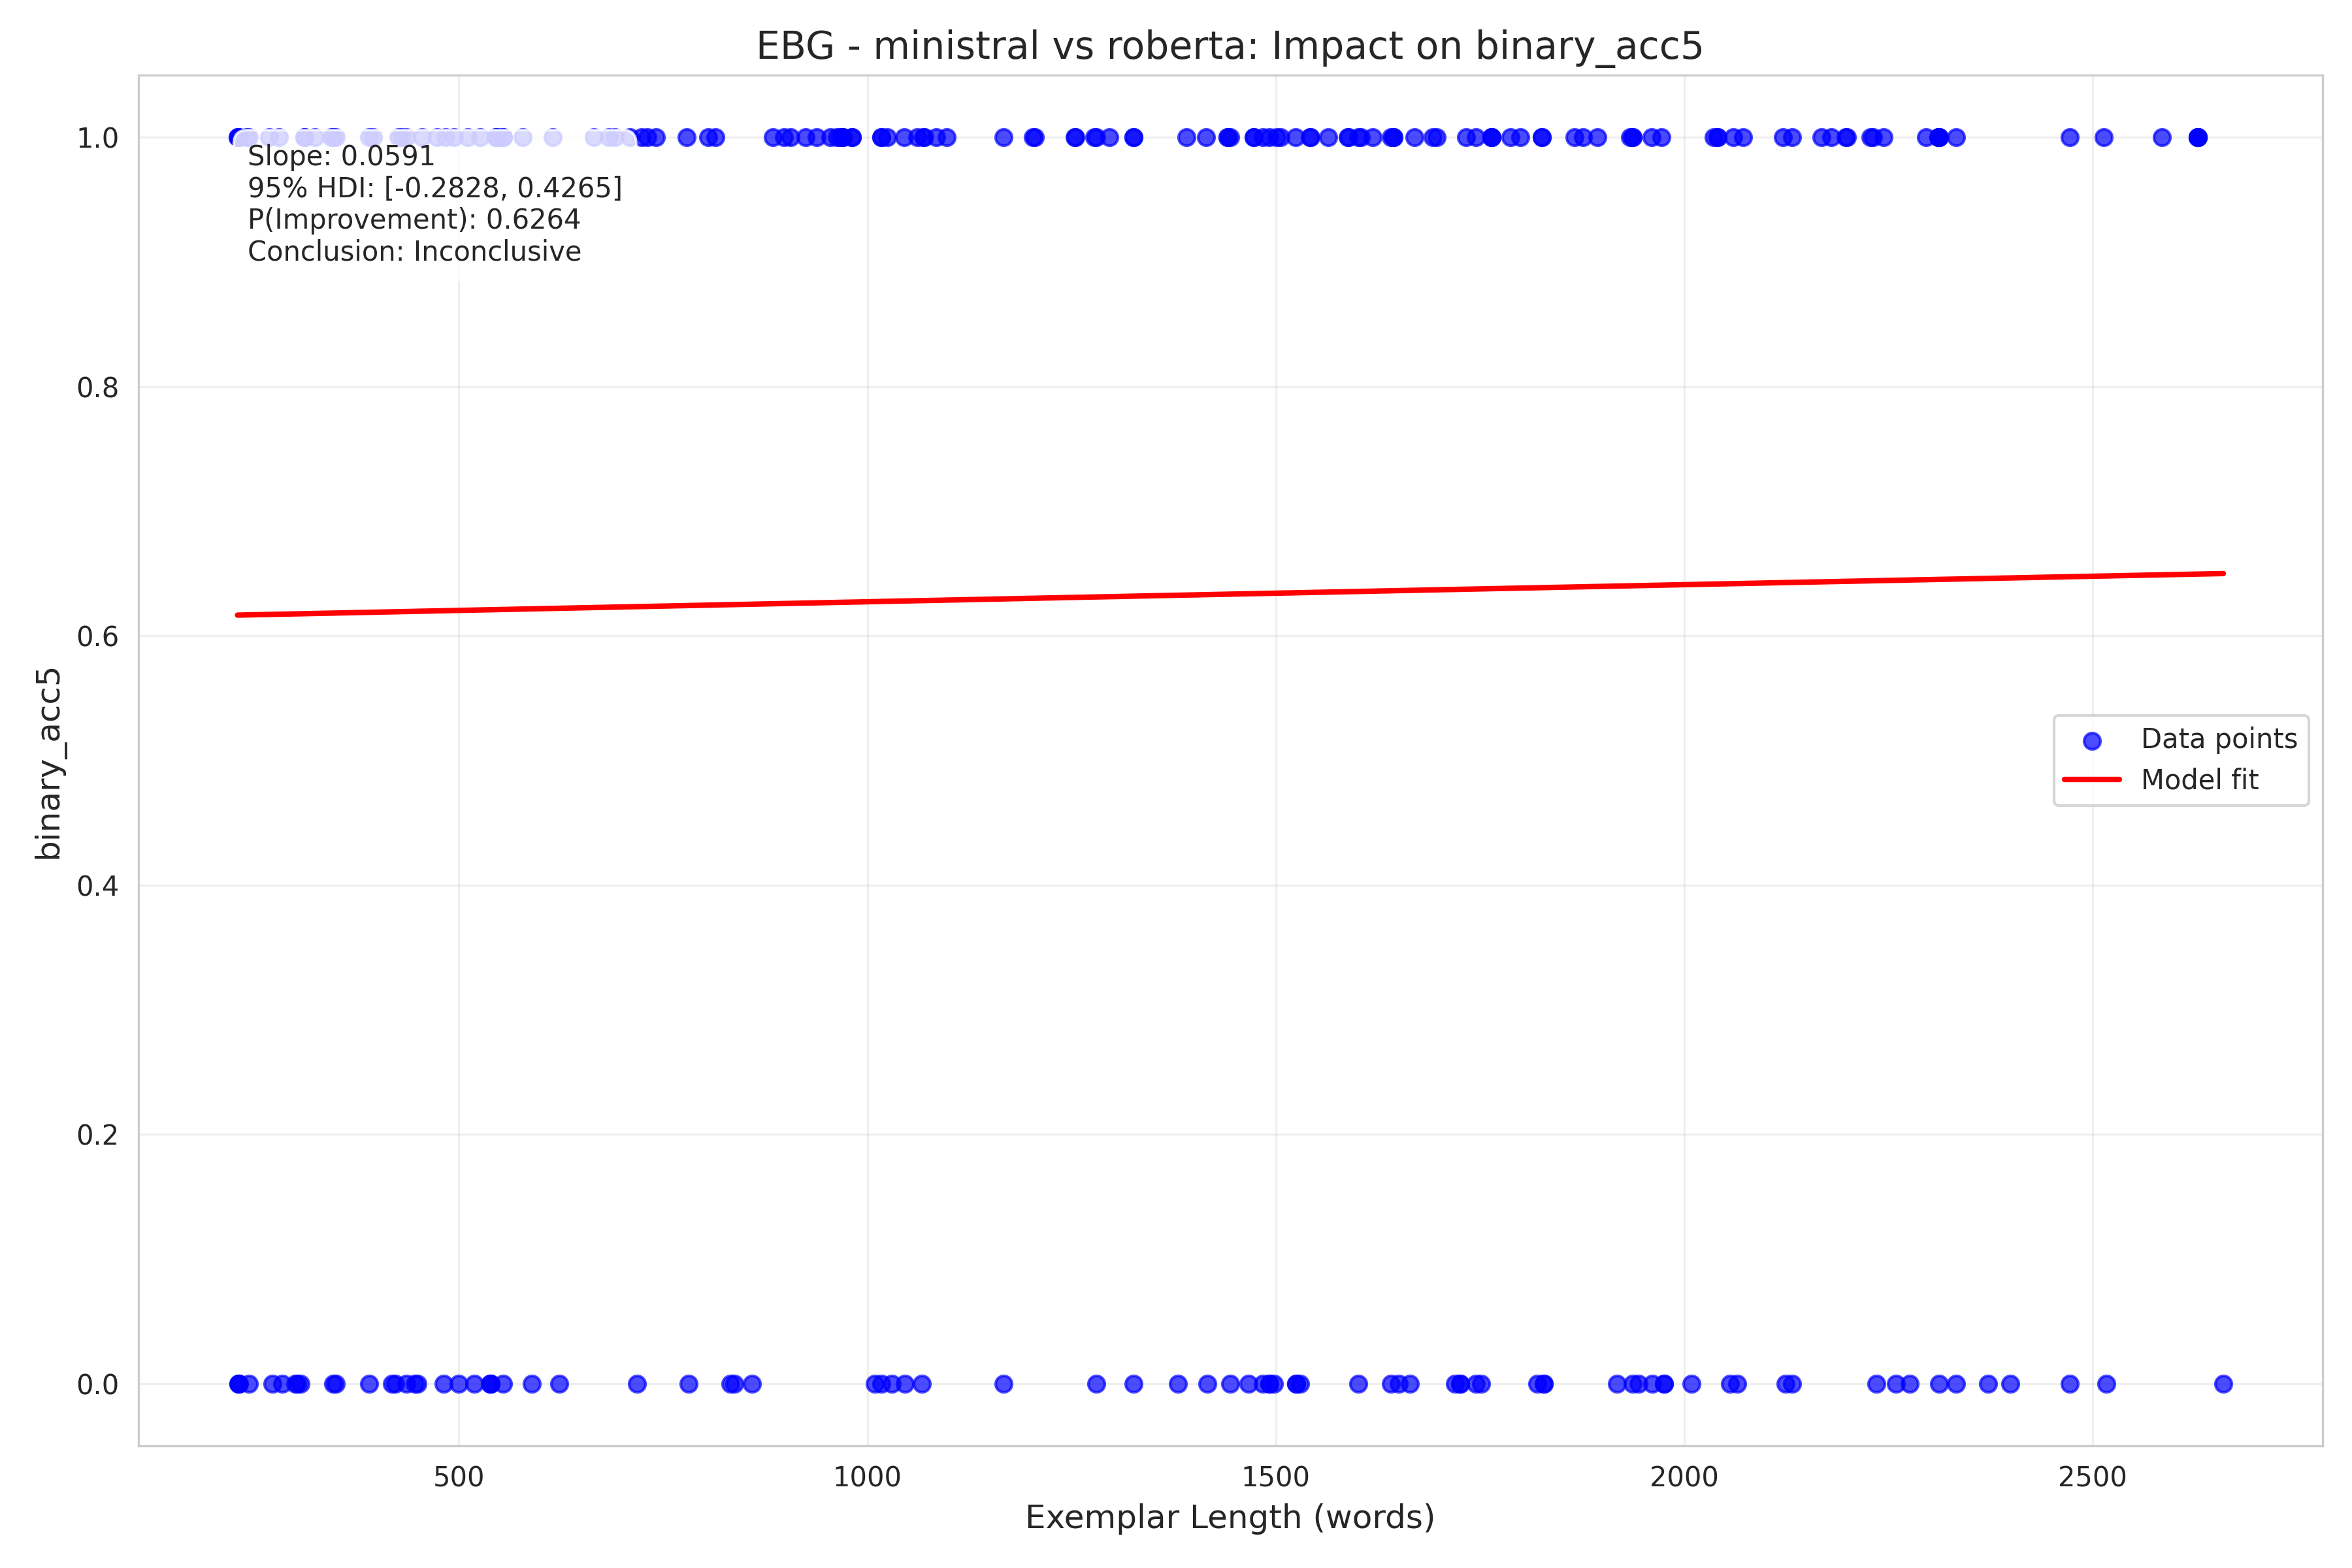 EBG - ministral vs roberta: Impact on binary_acc5
1.0
Slope: 0.0591
95% HDI: [-0.2828, 0.4265]
P(Improvement): 0.6264
Conclusion: Inconclusive
0.8
0.6
0.4
0.2
0.0
binary_acc5
Data points
Model fit
500
1000
1500
2000
2500
Exemplar Length (words)